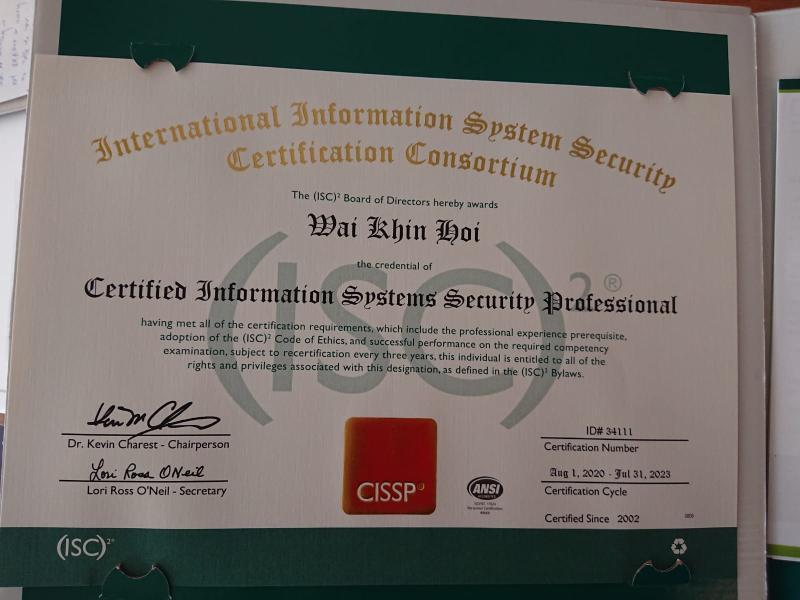 International Information System Security
Certification Consortium
The (ISC)² Board of Directors hereby awards
Wai Khin Hoi
the credential of
Certified Information Systems Security Professional
having met all of the certification requirements, which include the professional experience prerequisite,
adoption of the (ISC)² Code of Ethics, and successful performance on the required competency
examination, subject to recertification every three years, this individual is entitled to all of the
rights and privileges associated with this designation, as defined in the (ISC)² Bylaws.
(ISC)²®
Dr. Kevin Charest - Chairperson
Lori Ross O'Neil
Lori Ross O'Neil - Secretary
CISSP®
ANSI
ID# 34111
Certification Number
Aug 1, 2020 - Jul 31, 2023
Certification Cycle
Certified Since 2002
(ISC)²®